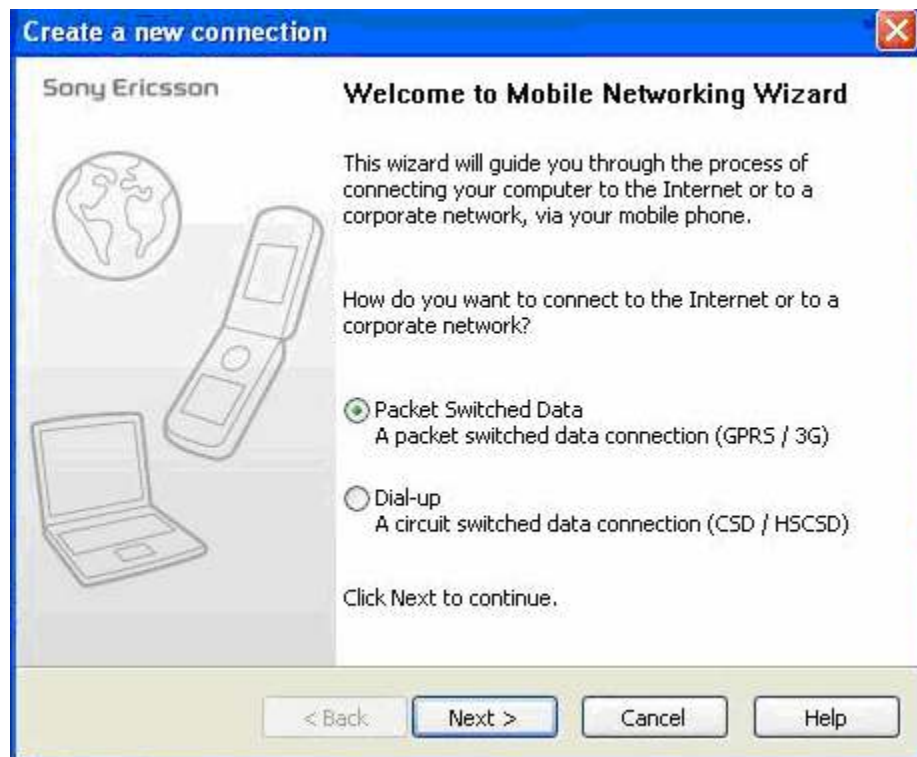 Create a new connection
Sony Ericsson
Welcome to Mobile Networking Wizard
This wizard will guide you through the process of
connecting your computer to the Internet or to a
corporate network, via your mobile phone.
How do you want to connect to the Internet or to a
corporate network?
Packet Switched Data
A packet switched data connection (GPRS / 3G)
Dial-up
A circuit switched data connection (CSD / HSCSD)
Click Next to continue.
< Back
Next >
Cancel
Help